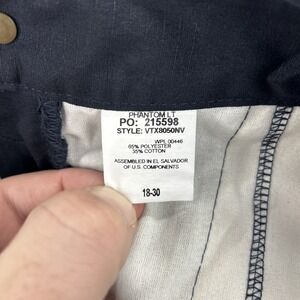 PHANTOM LT
PO: 215598
STYLE: VTX8050NV
WPL 00446
65% POLYESTER
35% COTTON
ASSEMBLED IN EL SALVADOR
OF U.S. COMPONENTS
18-30